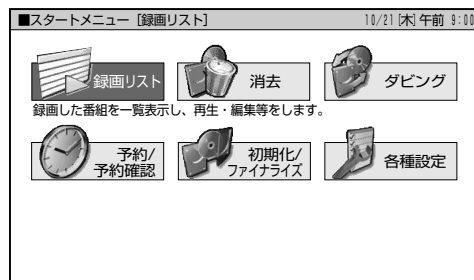 ■スタートメニュー［録画リスト］ 10/21[木]午前 9:00
録画リスト 消去 ダビング
録画した番組を一覧表示し、再生・編集等をします。
予約/ 初期化/
予約確認 ファイナライズ 各種設定